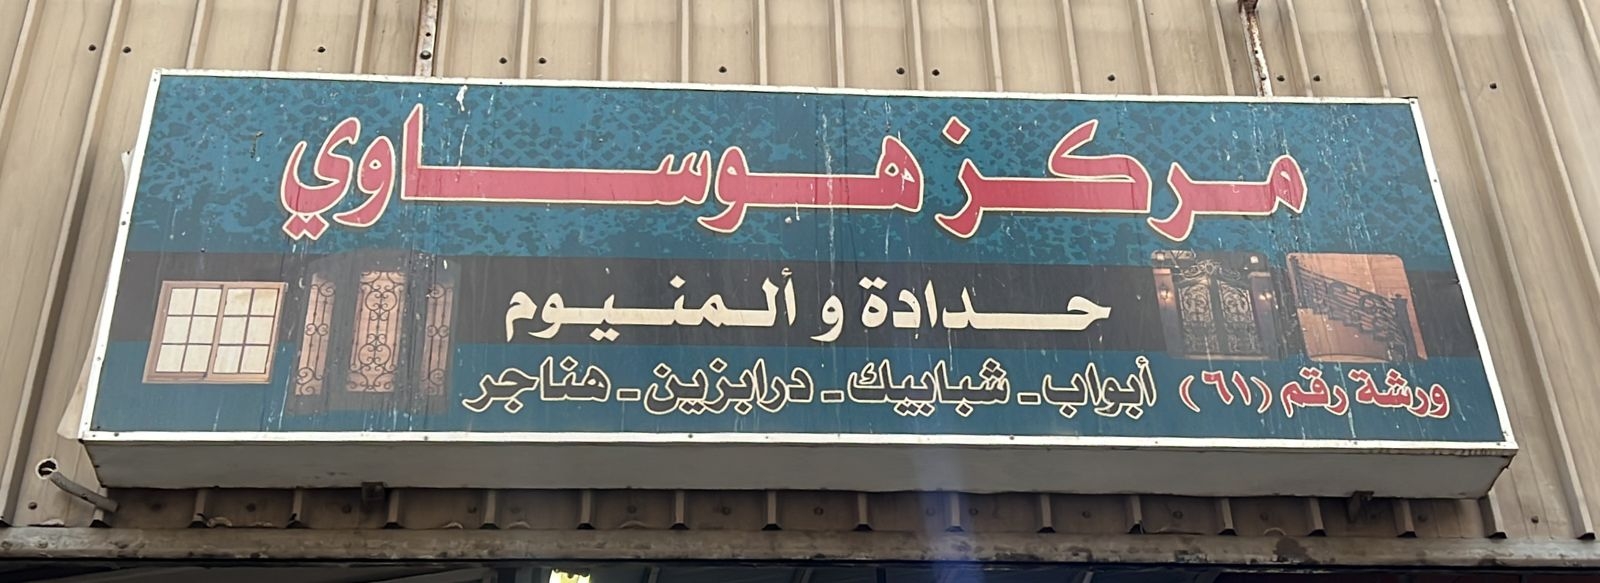 مركز هوساوي
حدادة و ألمنيوم
ورشة رقم (٦١) أبواب - شبابيك - درابزين - هناجر